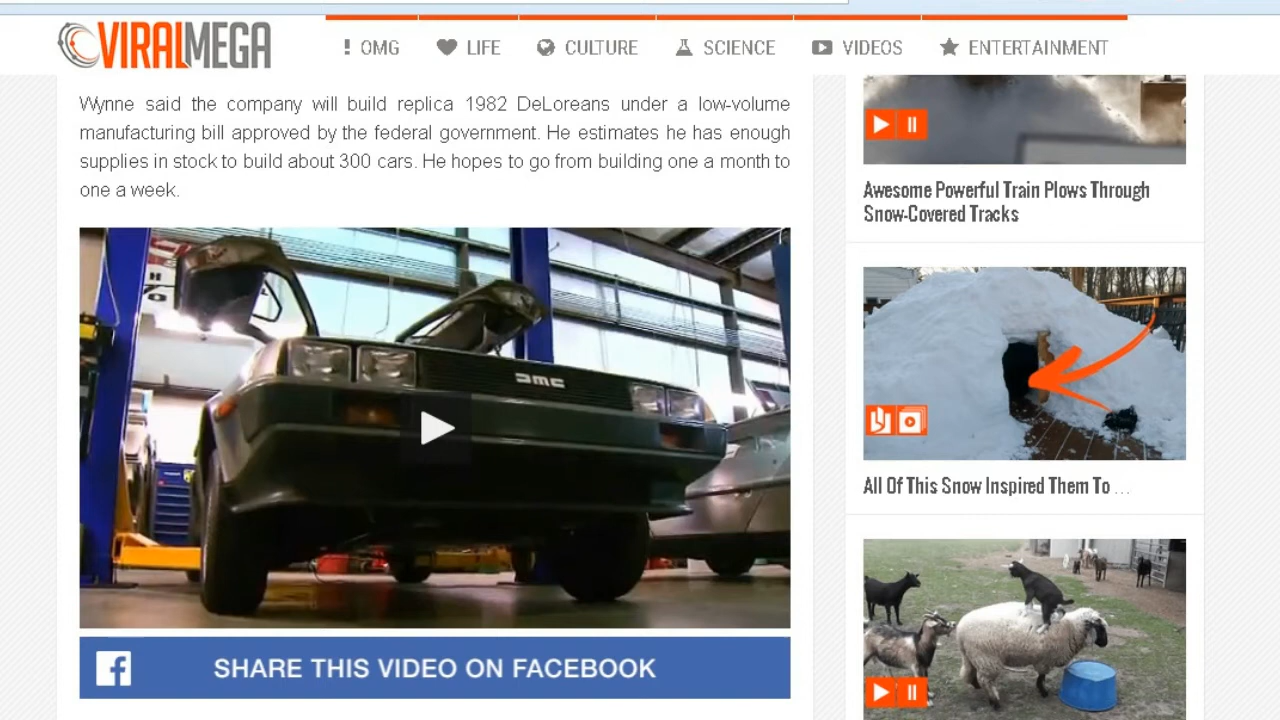 VIRALMEGA
! OMG
LIFE
CULTURE
SCIENCE
VIDEOS
ENTERTAINMENT
Wynne said the company will build replica 1982 DeLoreans under a low-volume
manufacturing bill approved by the federal government. He estimates he has enough
supplies in stock to build about 300 cars. He hopes to go from building one a month to
one a week.
DMC
SHARE THIS VIDEO ON FACEBOOK
Awesome Powerful Train Plows Through
Snow-Covered Tracks
All Of This Snow Inspired Them To ...